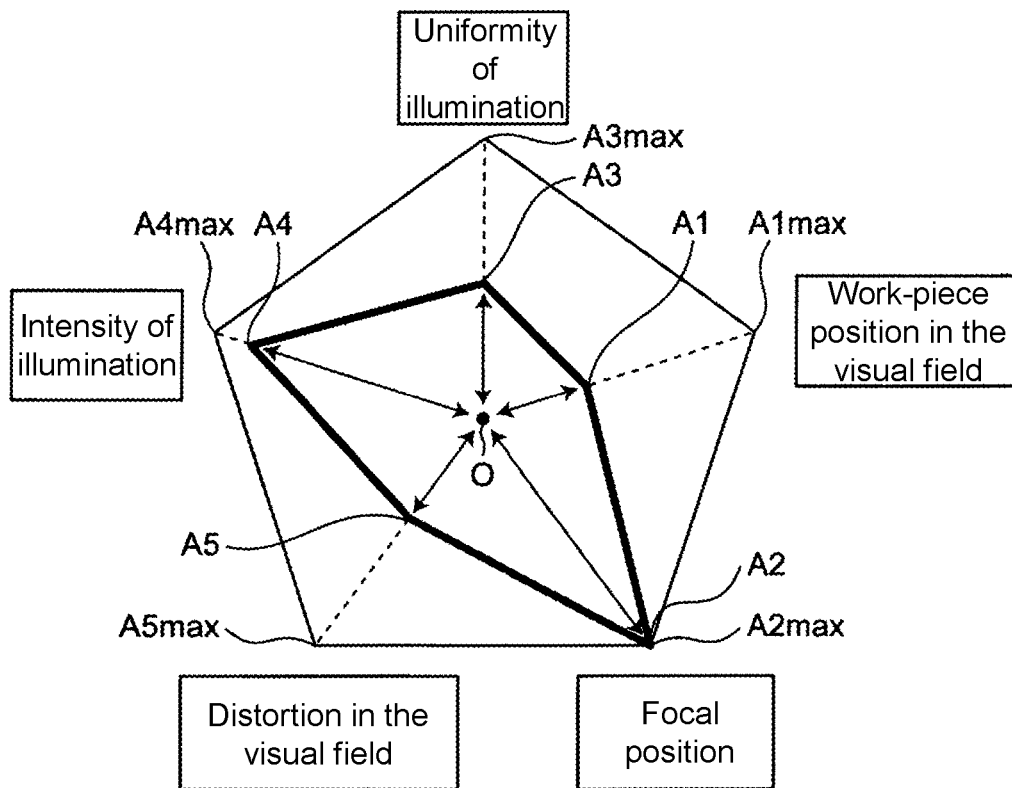 Uniformity
of
illumination
A3max
A3
A4max
A4
A1
A1max
Intensity of
illumination
Work-piece
position in the
visual field
O
A5
A2
A5max
A2max
Distortion in the
visual field
Focal
position